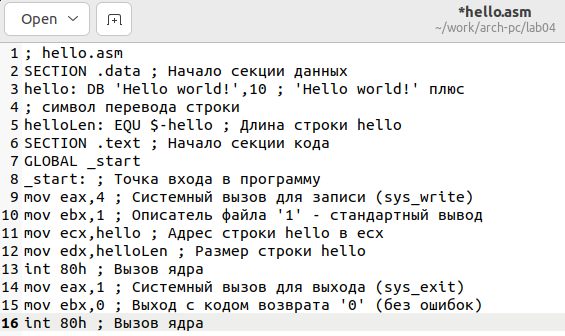 Open
*hello.asm
~/work/arch-pc/lab04
1 ; hello.asm
2 SECTION .data ; Начало секции данных
3 hello: DB 'Hello world!',10 ; 'Hello world!' плюс
4 ; символ перевода строки
5 helloLen: EQU $-hello ; Длина строки hello
6 SECTION .text ; Начало секции кода
7 GLOBAL _start
8 _start: ; Точка входа в программу
9 mov eax,4 ; Системный вызов для записи (sys_write)
10 mov ebx,1 ; Описатель файла '1' - стандартный вывод
11 mov ecx,hello ; Адрес строки hello в ecx
12 mov edx,helloLen ; Размер строки hello
13 int 80h ; Вызов ядра
14 mov eax,1 ; Системный вызов для выхода (sys_exit)
15 mov ebx,0 ; Выход с кодом возврата '0' (без ошибок)
16 int 80h ; Вызов ядра